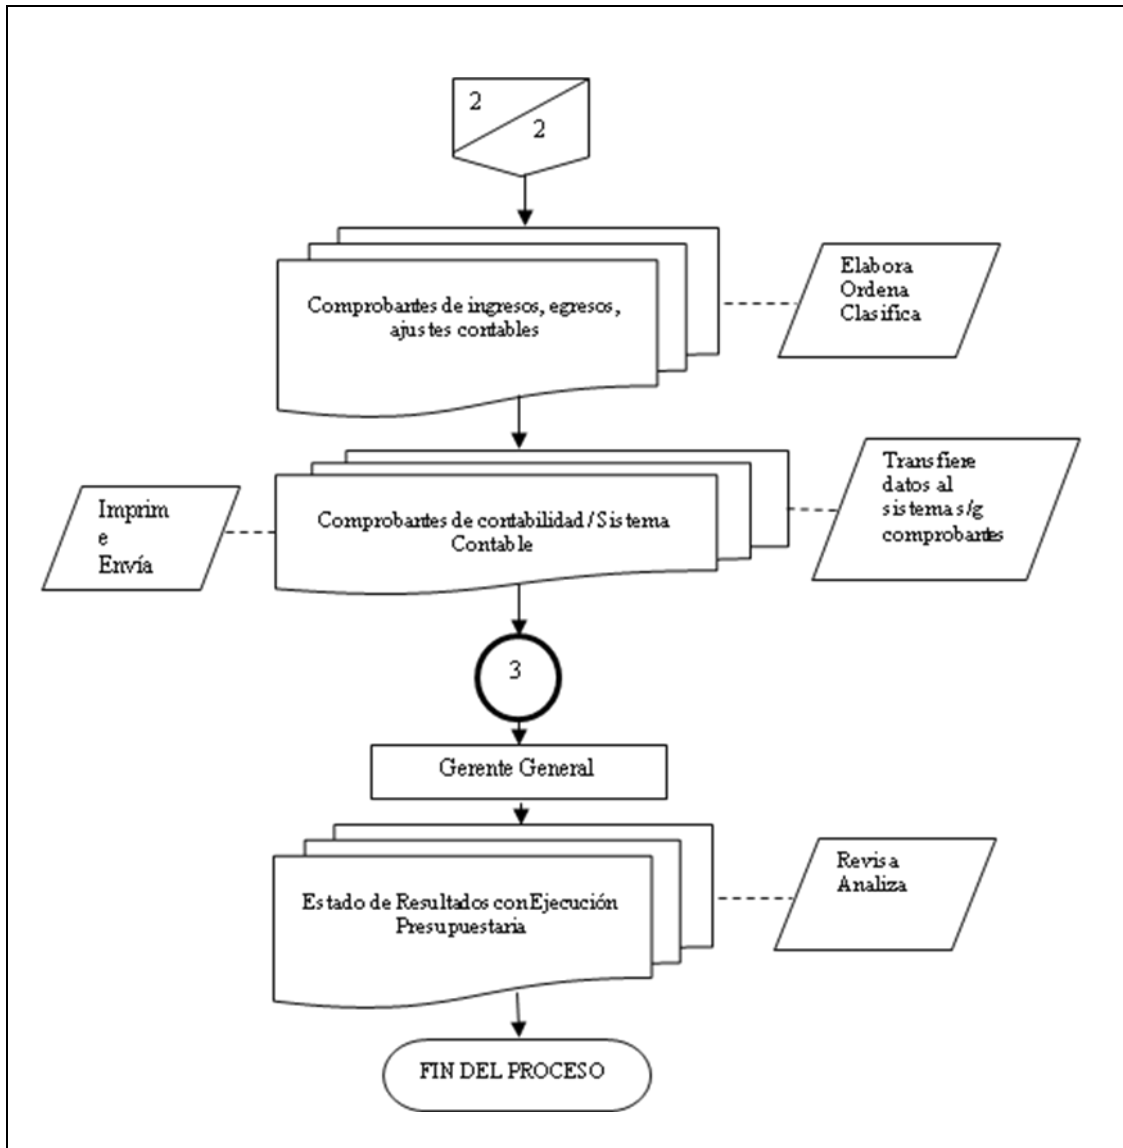 2
2
Comprobantes de ingresos, egresos,
ajustes contables
Elabora
Ordena
Clasifica
Comprobantes de contabilidad / Sistema
Contable
Transfiere
datos al
sistema s/g
comprobantes
Imprim
e
Envía
3
Gerente General
Estado de Resultados con Ejecución
Presupuestaria
Revisa
Analiza
FIN DEL PROCESO